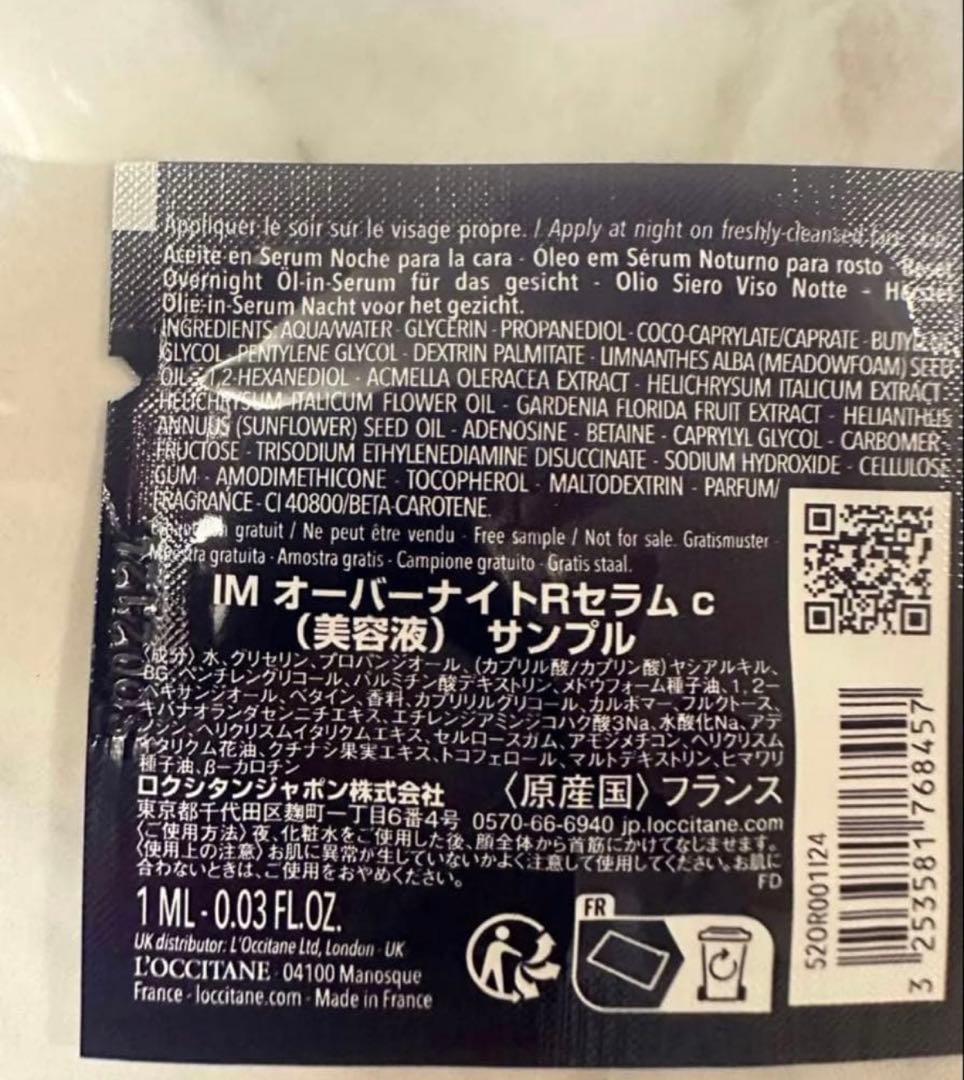 Appliquer le soir sur le visage propre. / Apply at night on freshly-cleansed
Aceite en Serum Noche para la cara - Óleo em Sérum Noturno para rosto -
Overnight Öl-in-Serum für das gesicht - Olio Siero Viso Notte -
Olie-in-Serum Nacht voor het gezicht.
INGREDIENTS: AQUA/WATER - GLYCERIN - PROPANEDIOL - COCO-CAPRYLATE/CAPRATE -
GLYCOL - PENTYLENE GLYCOL - DEXTRIN PALMITATE - LIMNANTHES ALBA (MEADOWFOAM) SEED
OIL - 1,2-HEXANEDIOL - ACMELLA OLERACEA EXTRACT - HELICHRYSUM ITALICUM EXTRACT -
HELICHRYSUM ITALICUM FLOWER OIL - GARDENIA FLORIDA FRUIT EXTRACT - HELIANTHUS
ANNUUS (SUNFLOWER) SEED OIL - ADENOSINE - BETAINE - CAPRYLYL GLYCOL - CARBOMER -
FRUCTOSE - TRISODIUM ETHYLENEDIAMINE DISUCCINATE - SODIUM HYDROXIDE - CELLULOSE
GUM - AMODIMETHICONE - TOCOPHEROL - MALTODEXTRIN - PARFUM/
FRAGRANCE - CI 40800/BETA-CAROTENE.
gratuit / Ne peut être vendu - Free sample / Not for sale. Gratismuster -
Muestra gratuita - Amostra gratis - Campione gratuito - Gratis staal.
IM オーバーナイトRセラム c
（美容液） サンプル
〈成分〉水、グリセリン、プロパンジオール、(カプリル酸/カプリン酸)ヤシアルキル、
BG、ペンチレングリコール、パルミチン酸デキストリン、メドウフォーム種子油、1，2－
ヘキサンジオール、ベタイン、香料、カプリリルグリコール、カルボマー、フルクトース、
キバナオランダセンニチエキス、エチレンジアミンジコハク酸3Na、水酸化Na、アデ
ノシン、ヘリクリスムイタリクムエキス、セルロースガム、アモジメチコン、ヘリクリスム
イタリクム花油、クチナシ果実エキス、トコフェロール、マルトデキストリン、ヒマワリ
種子油、β－カロチン
ロクシタンジャポン株式会社 〈原産国〉フランス
東京都千代田区麹町一丁目6番4号 0570-66-6940 jp.loccitane.com
〈ご使用方法〉夜、化粧水をご使用した後、顔全体から首筋にかけてなじませます。
〈使用上の注意〉お肌に異常が生じていないかよく注意して使用してください。お肌に
合わないときは、ご使用をおやめください。
FD
1 ML - 0.03 FL.OZ.
UK distributor: L'Occitane Ltd, London - UK
L'OCCITANE - 04100 Manosque
France - loccitane.com - Made in France
FR
520R001124
3 253581 768457